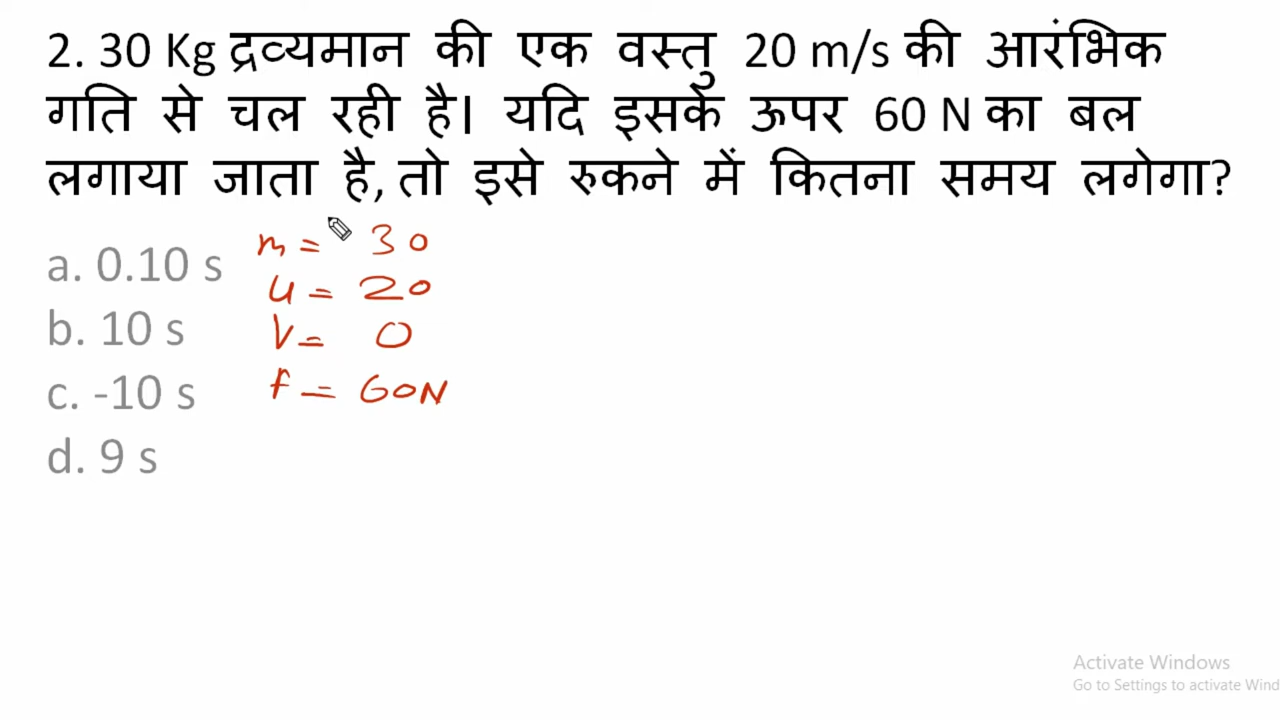 2. 30 Kg द्रव्यमान की एक वस्तु 20 m/s की आरंभिक
गति से चल रही है। यदि इसके ऊपर 60 N का बल
लगाया जाता है, तो इसे रुकने में कितना समय लगेगा?
a. 0.10 s
m = 30
u = 20
b. 10 s
v = 0
c. -10 s
F = 60N
d. 9 s
Activate Windows
Go to Settings to activate Wind